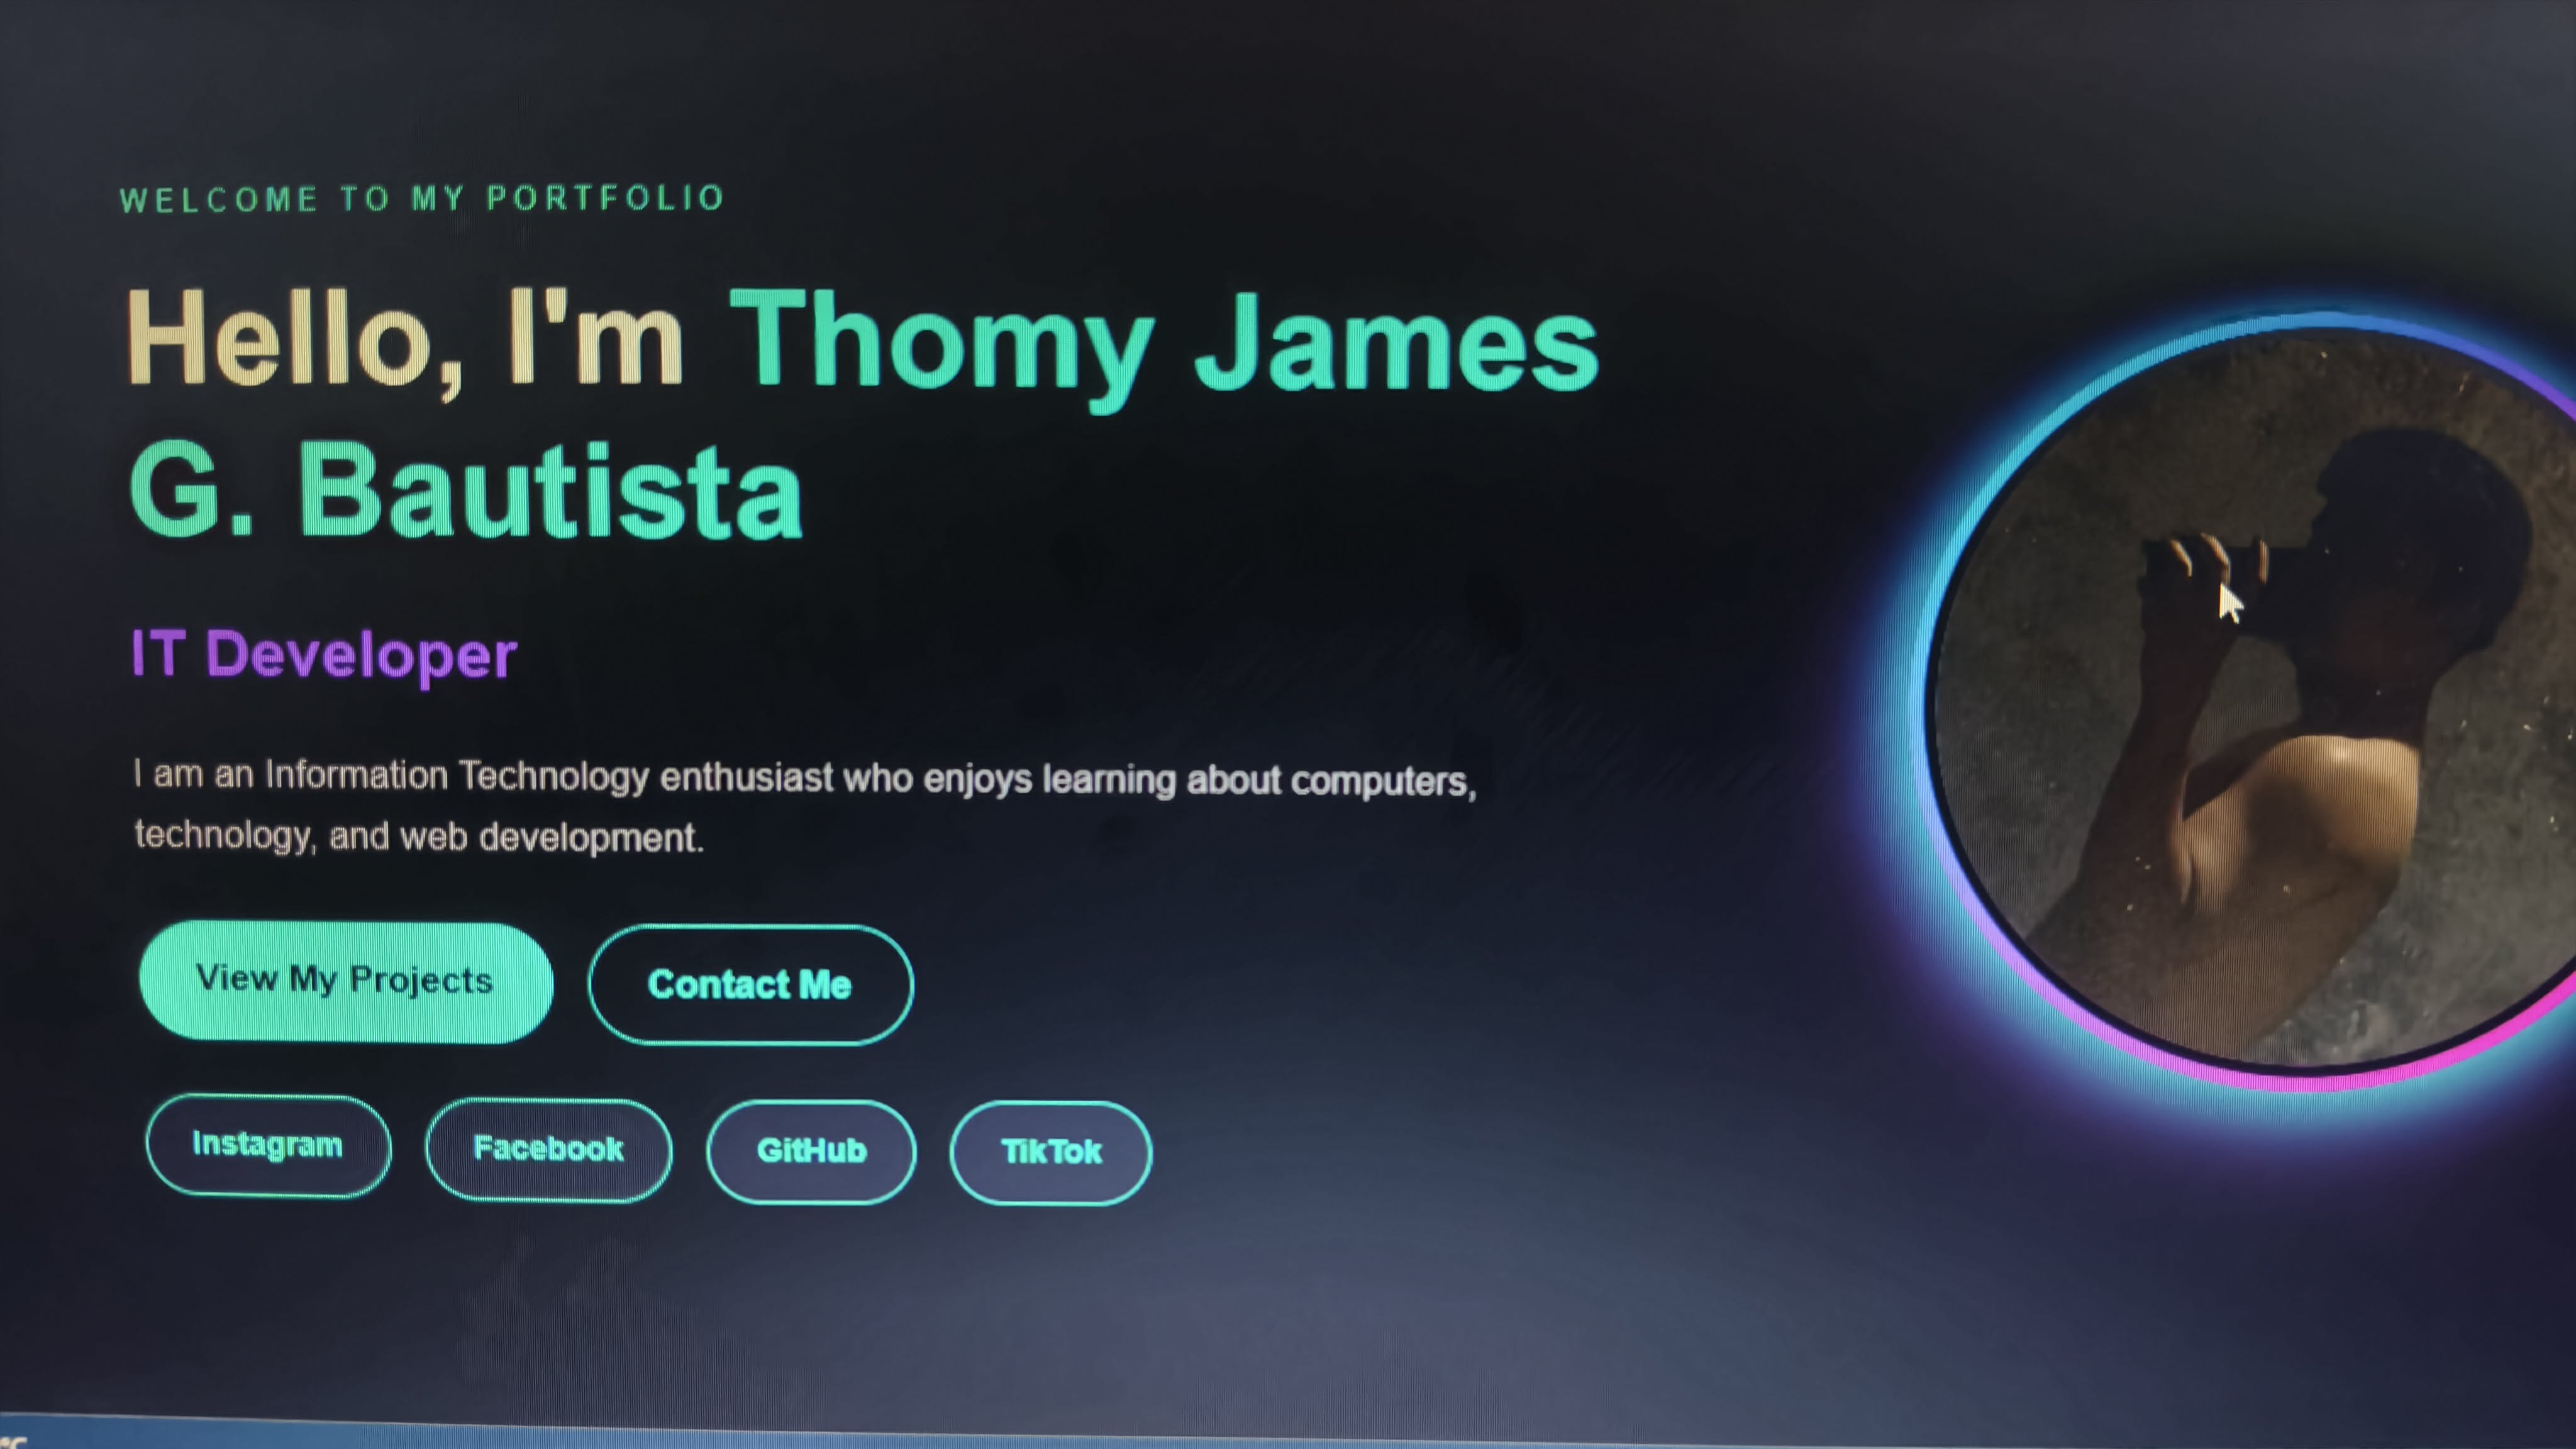 WELCOME TO MY PORTFOLIO
Hello, I'm Thomy James
G. Bautista
IT Developer
I am an Information Technology enthusiast who enjoys learning about computers,
technology, and web development.
View My Projects
Contact Me
Instagram
Facebook
GitHub
TikTok